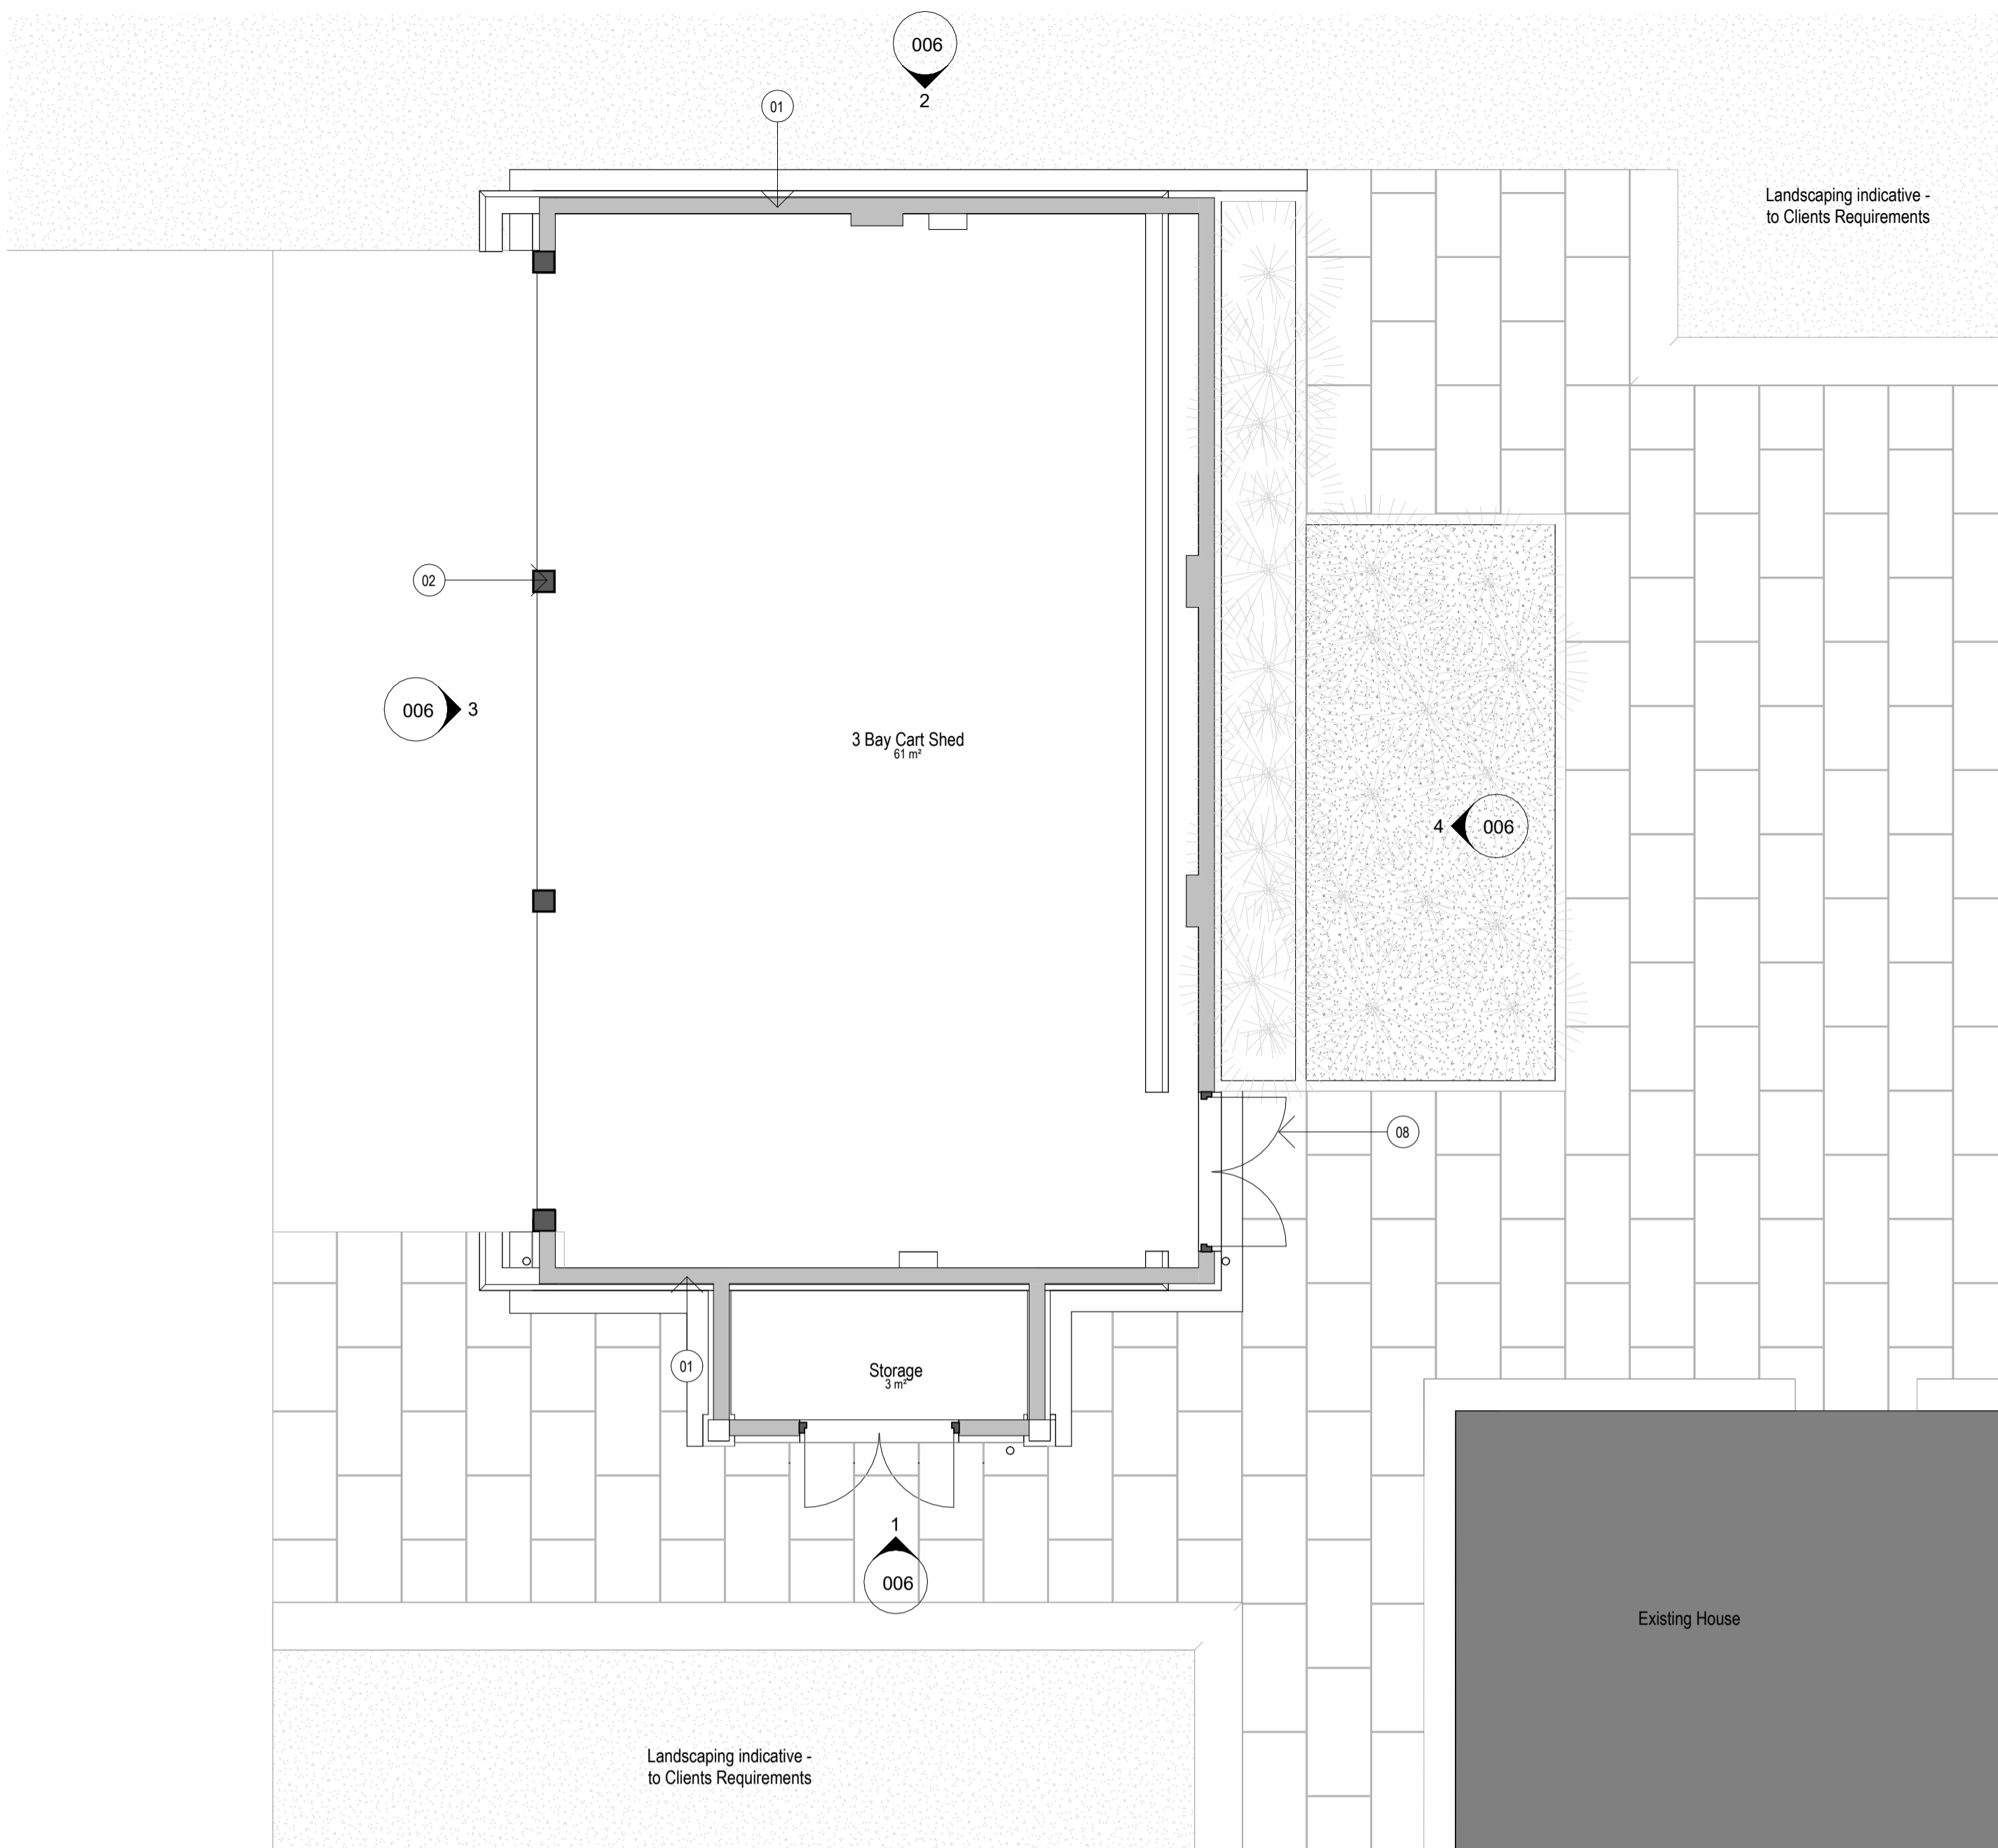 006
2
01
Landscaping indicative -
to Clients Requirements
02
006
3
3 Bay Cart Shed
61 m²
4
006
08
01
Storage
3 m²
1
006
Existing House
Landscaping indicative -
to Clients Requirements